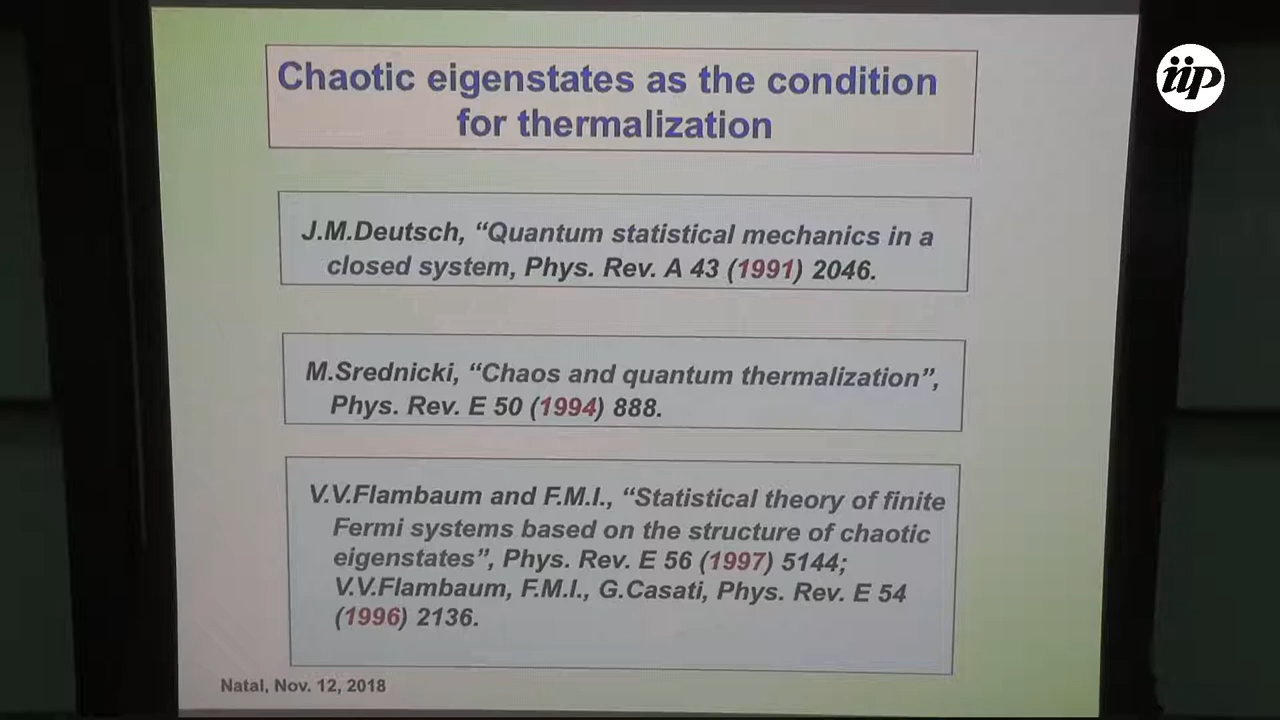 Chaotic eigenstates as the condition
for thermalization
J.M.Deutsch, “Quantum statistical mechanics in a
closed system, Phys. Rev. A 43 (1991) 2046.
M.Srednicki, “Chaos and quantum thermalization”,
Phys. Rev. E 50 (1994) 888.
V.V.Flambaum and F.M.I., “Statistical theory of finite
Fermi systems based on the structure of chaotic
eigenstates”, Phys. Rev. E 56 (1997) 5144;
V.V.Flambaum, F.M.I., G.Casati, Phys. Rev. E 54
(1996) 2136.
Natal, Nov. 12, 2018
iip